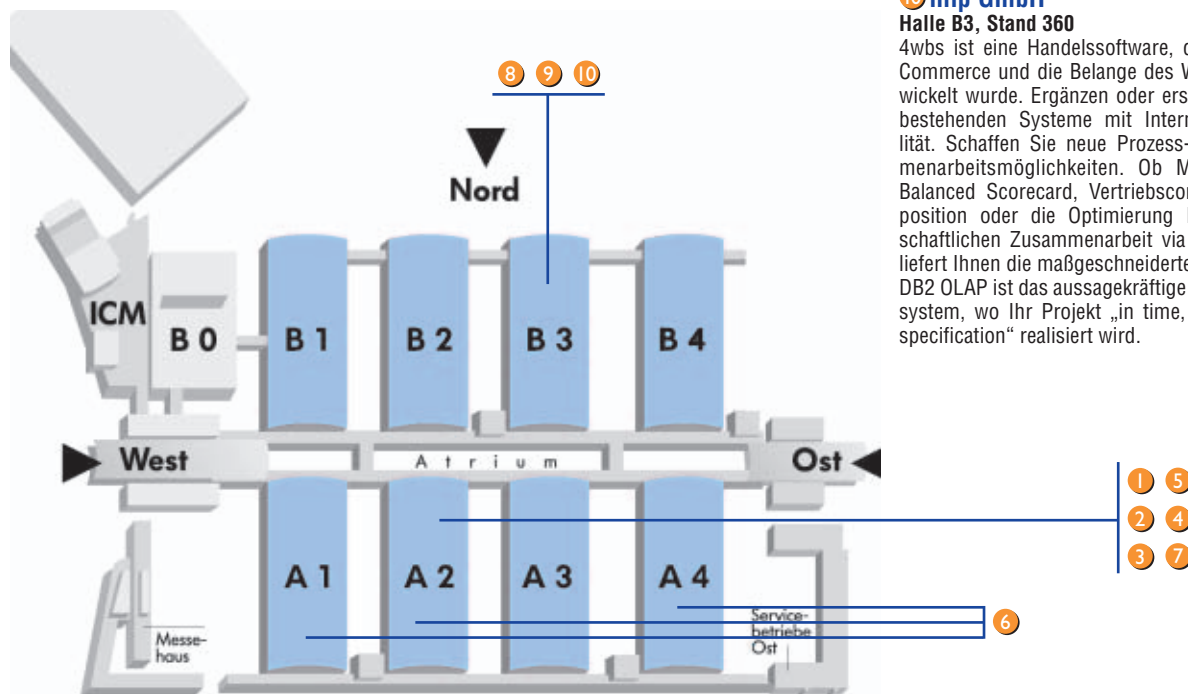 Halle B3, Stand 360
4wbs ist eine Handelssoftware,
Commerce und die Belange des
wickelt wurde. Ergänzen oder
bestehenden Systeme mit
lität. Schaffen Sie neue Prozess-
menarbeitsmöglichkeiten. Ob
Balanced Scorecard,
position oder die Optimierung
schaftlichen Zusammenarbeit via
liefert Ihnen die maßgeschneiderte
DB2 OLAP ist das aussagekräftige
system, wo Ihr Projekt „in time,
specification“ realisiert wird.
8 9 10
Nord
ICM
B 0
B 1
B 2
B 3
B 4
West
Atrium
Ost
1 5
2 4
3 7
A 1
A 2
A 3
A 4
6
Messe-
haus
Service-
betriebe
Ost